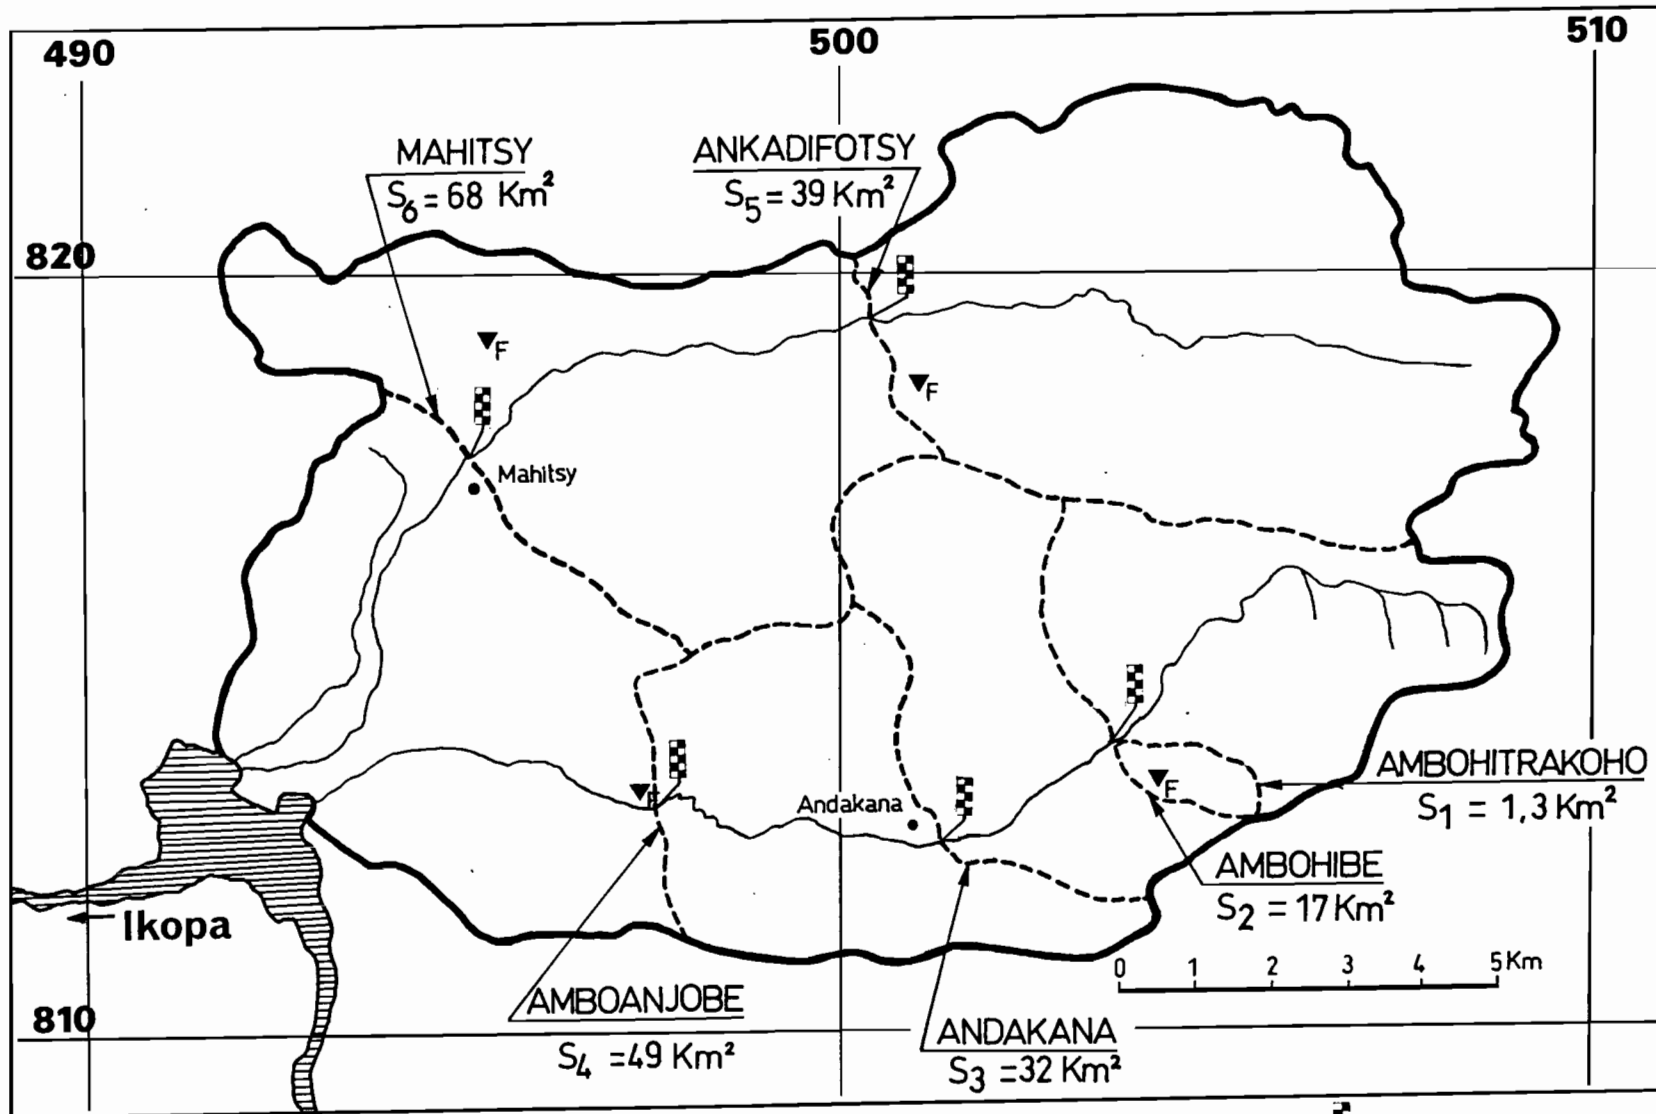 490
500
510
MAHITSY
S6 = 68 Km²
ANKADIFOTSY
S5 = 39 Km²
820
F
F
Mahitsy
AMBOHITRAKOHO
S1 = 1,3 Km²
F
F
Andakana
AMBOHIBE
S2 = 17 Km²
Ikopa
0 1 2 3 4 5 Km
AMBOANJOBE
S4 = 49 Km²
810
ANDAKANA
S3 = 32 Km²